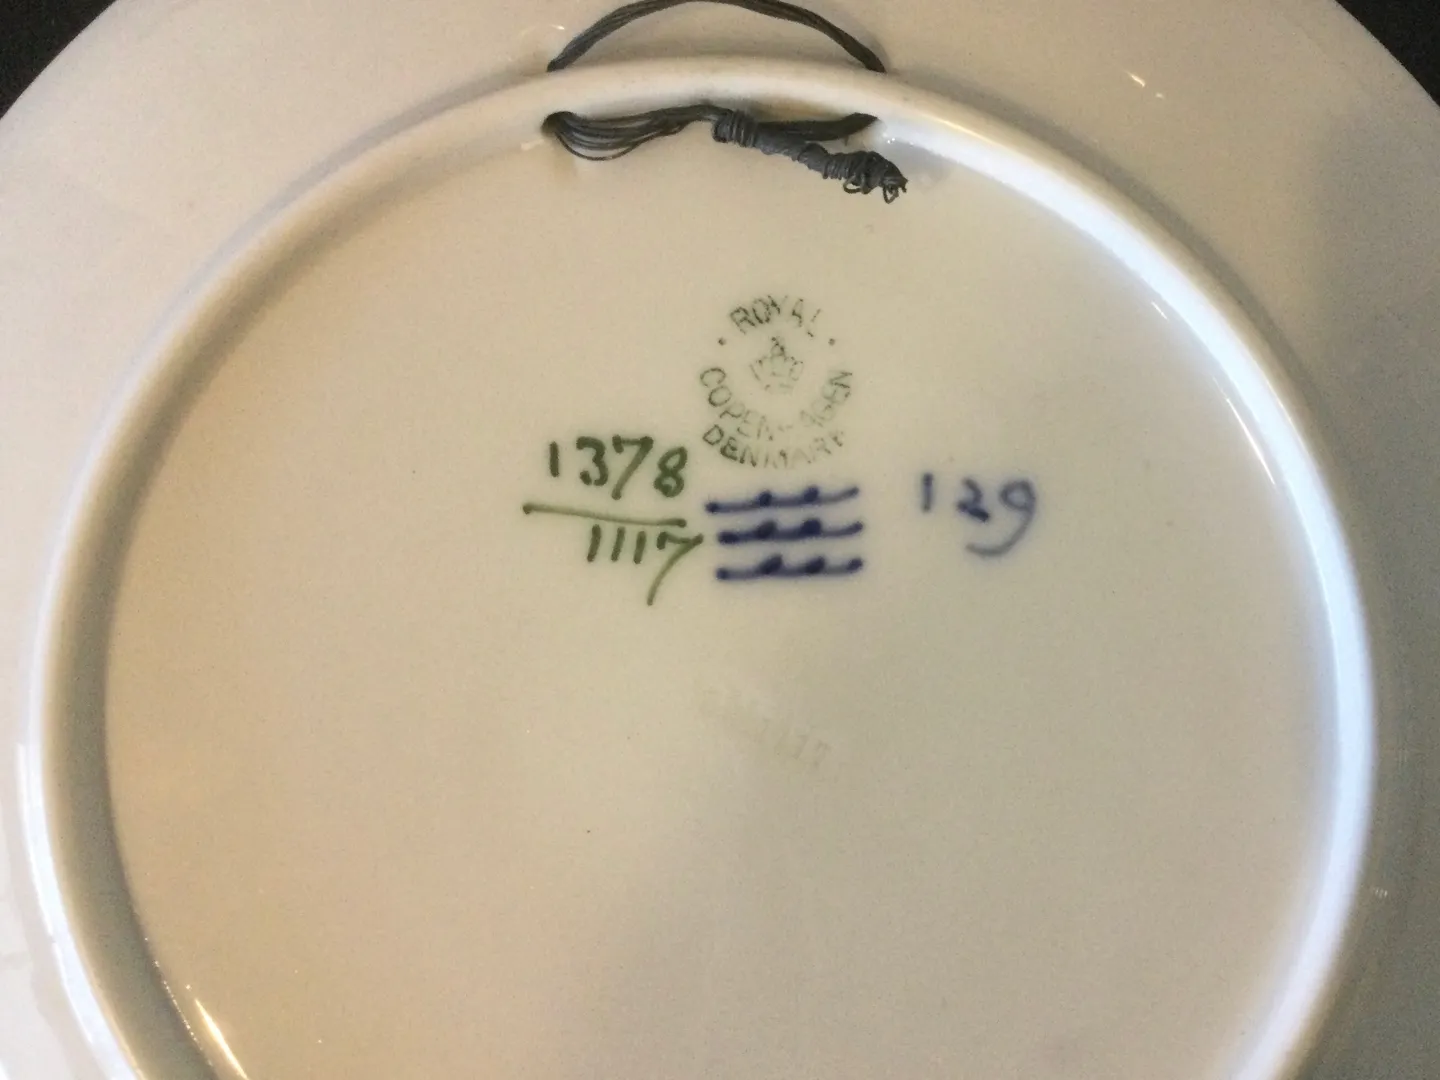 ROYAL
COPENHAGEN
DENMARK
1378
1117
129